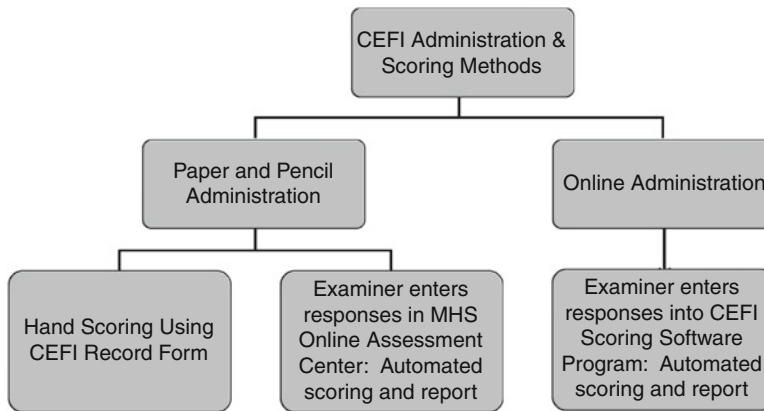 CEFI Administration &
Scoring Methods
Paper and Pencil
Administration
Online Administration
Hand Scoring Using
CEFI Record Form
Examiner enters
responses in MHS
Online Assessment
Center:  Automated
scoring and report
Examiner enters
responses into CEFI
Scoring Software
Program:  Automated
scoring and report